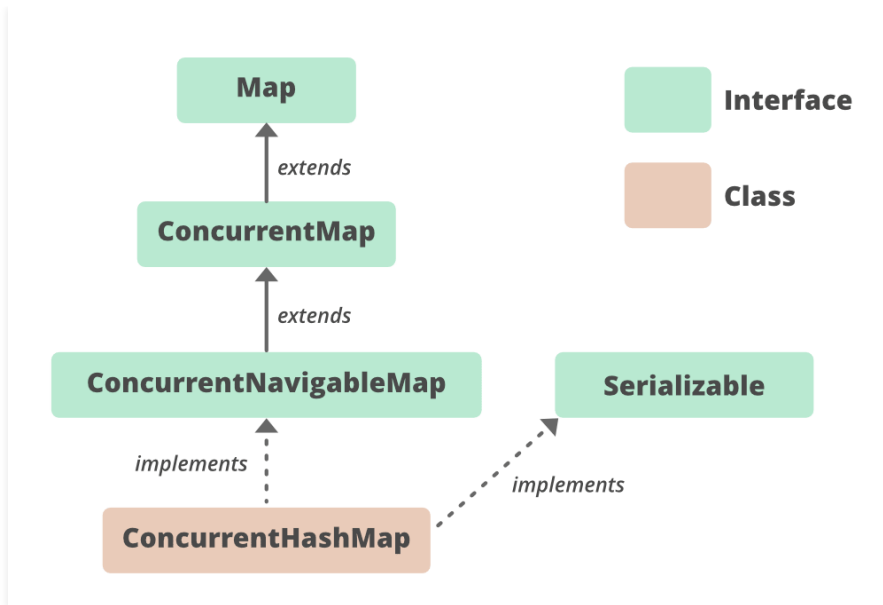 Map
Interface
extends
Class
ConcurrentMap
extends
ConcurrentNavigableMap
Serializable
implements
implements
ConcurrentHashMap